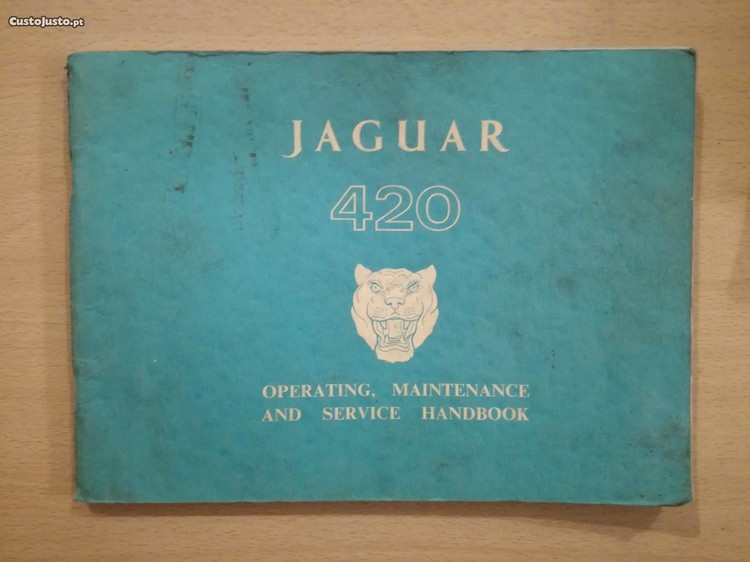 CustoJusto.pt
JAGUAR
420
OPERATING, MAINTENANCE
AND SERVICE HANDBOOK